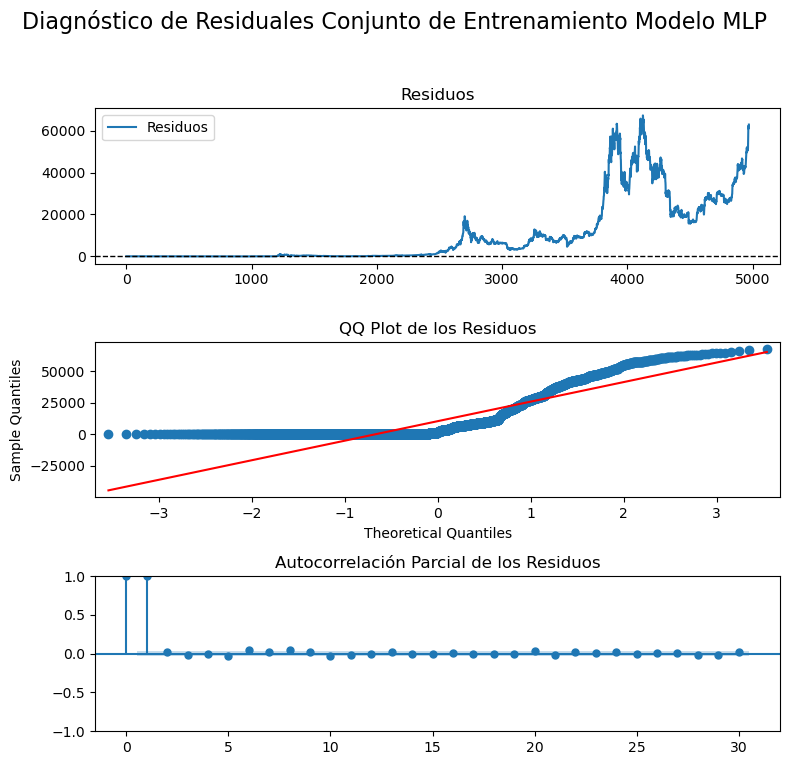 Diagnóstico de Residuales Conjunto de Entrenamiento Modelo MLP
Residuos
Residuos
60000
40000
20000
0
0 1000 2000 3000 4000 5000
QQ Plot de los Residuos
Sample Quantiles
50000
25000
0
−25000
−3 −2 −1 0 1 2 3
Theoretical Quantiles
Autocorrelación Parcial de los Residuos
1.0
0.5
0.0
−0.5
−1.0
0 5 10 15 20 25 30